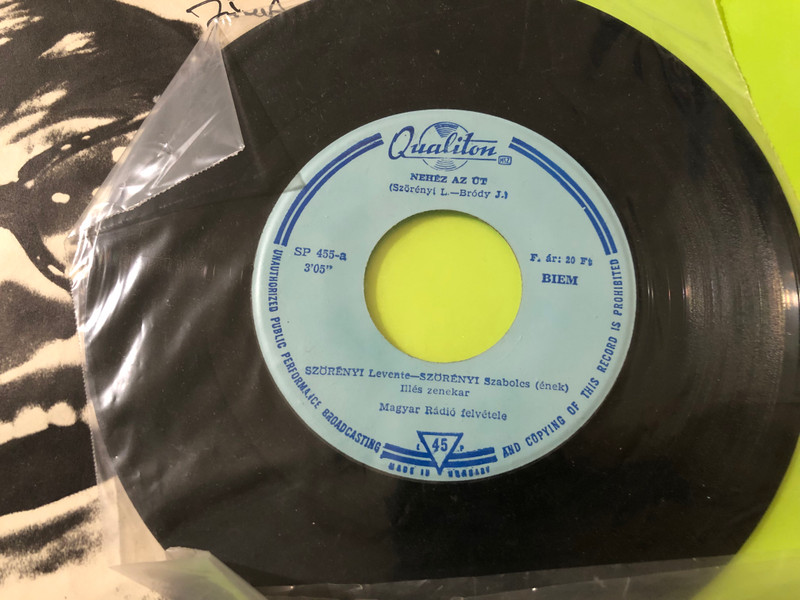 Qualiton
NEHÉZ AZ ÚT
(Szörényi L.—Bródy J.)
SP 455-a
3'05"
F. ár: 20 Ft
BIEM
SZÖRÉNYI Levente—SZÖRÉNYI Szabolcs (ének)
Illés zenekar
Magyar Rádió felvétele
UNAUTHORIZED PUBLIC PERFORMANCE BROADCASTING
AND COPYING OF THIS RECORD IS PROHIBITED
45
MADE IN HUNGARY